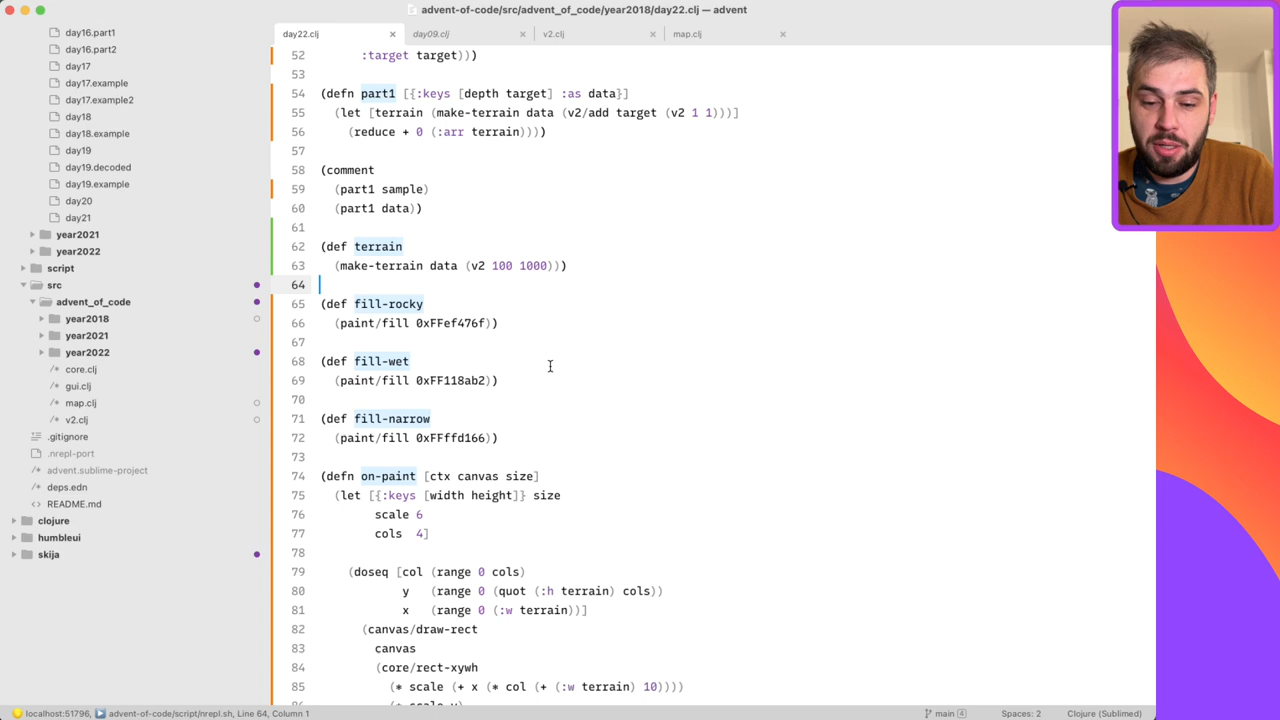 advent-of-code/src/advent_of_code/year2018/day22.clj — advent
day16.part1
day16.part2
day17
day17.example
day17.example2
day18
day18.example
day19
day19.decoded
day19.example
day20
day21
year2021
year2022
script
src
advent_of_code
year2018
year2021
year2022
/* core.clj
/* gui.clj
/* map.clj
/* v2.clj
.gitignore
.nrepl-port
advent.sublime-project
deps.edn
README.md
clojure
humbleui
skija
day22.clj
day09.clj
v2.clj
map.clj
52 :target target)))
53
54 (defn part1 [{:keys [depth target] :as data}]
55 (let [terrain (make-terrain data (v2/add target (v2 1 1)))]
56 (reduce + 0 (:arr terrain))))
57
58 (comment
59 (part1 sample)
60 (part1 data))
61
62 (def terrain
63 (make-terrain data (v2 100 1000)))
64
65 (def fill-rocky
66 (paint/fill 0xFFef476f))
67
68 (def fill-wet
69 (paint/fill 0xFF118ab2))
70
71 (def fill-narrow
72 (paint/fill 0xFFffd166))
73
74 (defn on-paint [ctx canvas size]
75 (let [{:keys [width height]} size
76 scale 6
77 cols 4]
78
79 (doseq [col (range 0 cols)
80 y (range 0 (quot (:h terrain) cols))
81 x (range 0 (:w terrain))]
82 (canvas/draw-rect
83 canvas
84 (core/rect-xywh
85 (* scale (+ x (* col (+ (:w terrain) 10))))
localhost:51796, advent-of-code/script/nrepl.sh, Line 64, Column 1
main 4
Spaces: 2
Clojure (Sublimed)